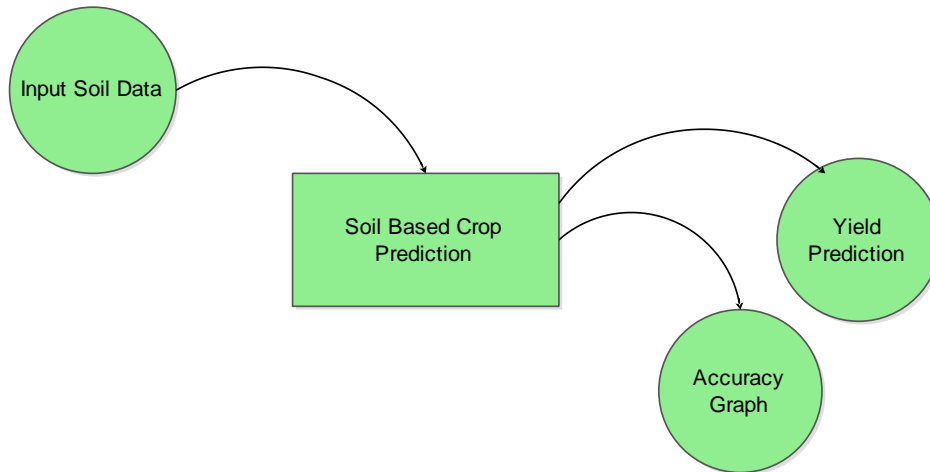 Input Soil Data
Soil Based Crop
Prediction
Yield
Prediction
Accuracy
Graph